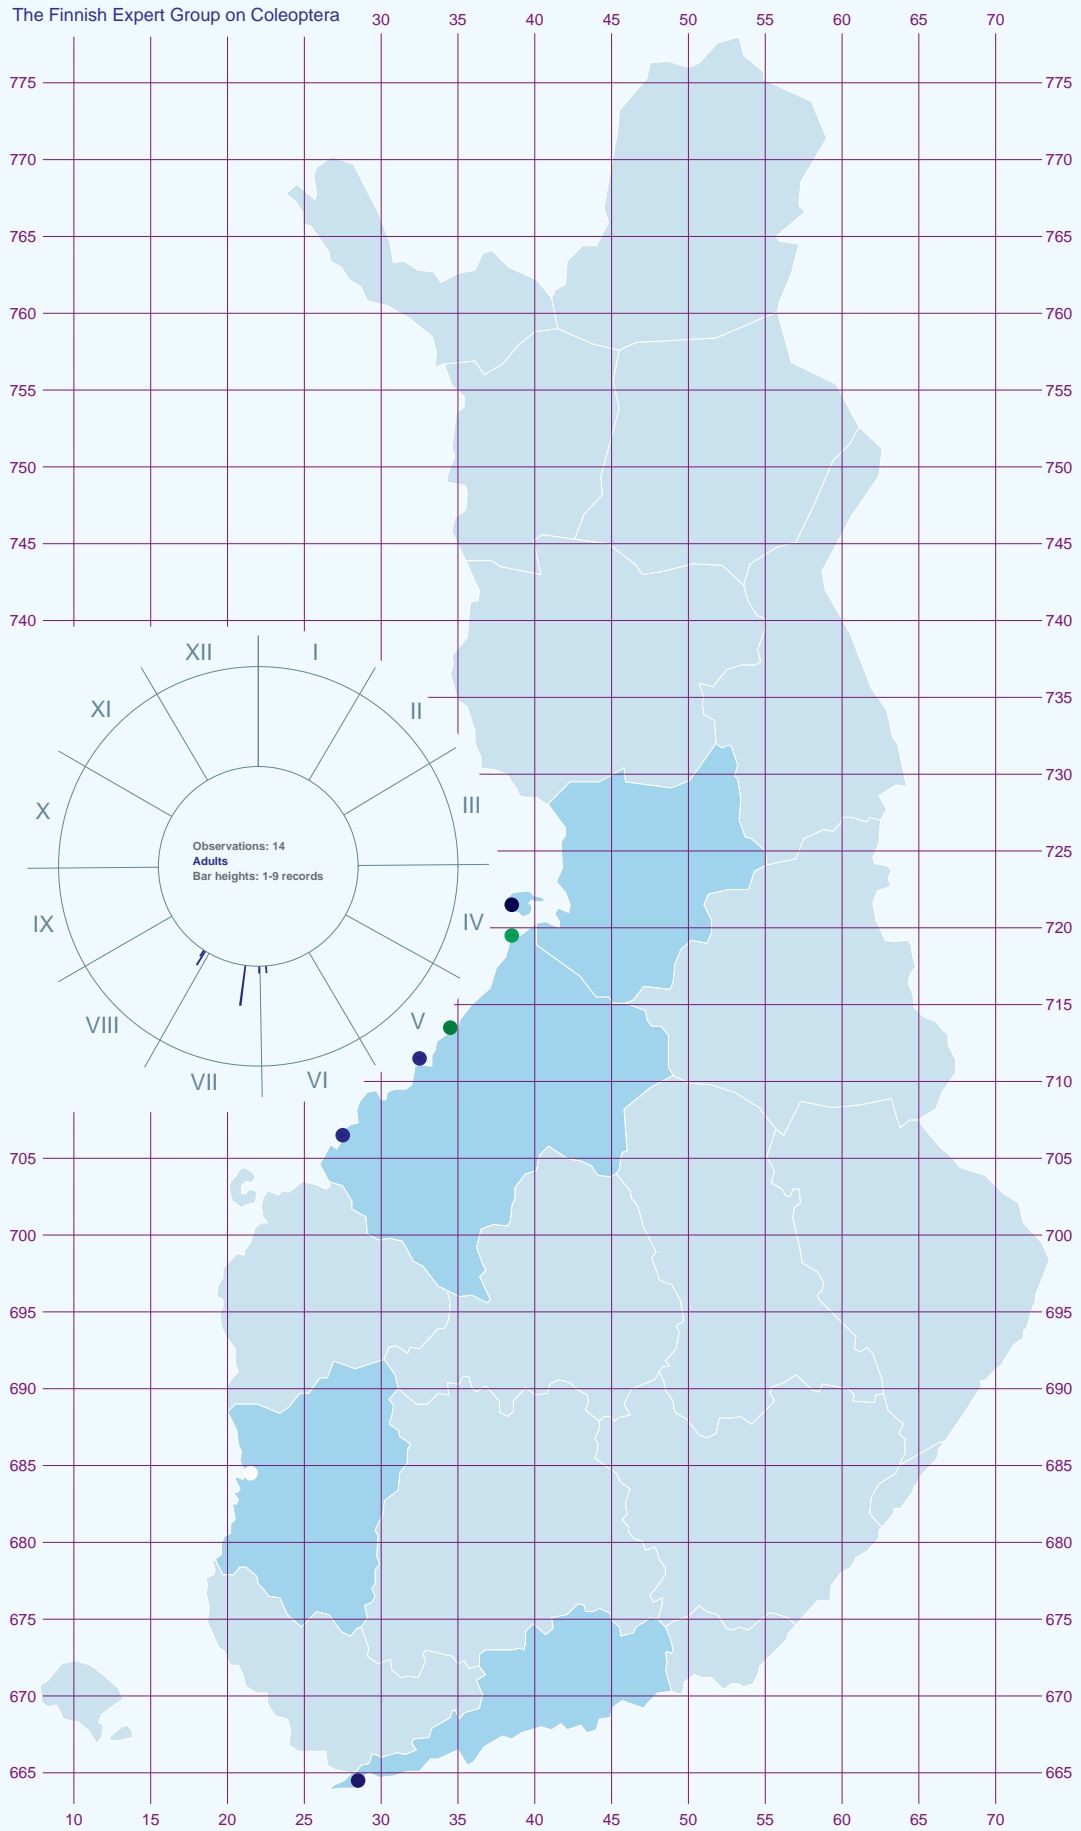 The Finnish Expert Group on Coleoptera
30 35 40 45 50 55 60 65 70
775 775
770 770
765 765
760 760
755 755
750 750
745 745
740 740
XII I
XI II
735
X III
730
Observations: 14
Adults
Bar heights: 1-9 records
725
IX IV
720
VIII V
715
VII VI
710
705 705
700 700
695 695
690 690
685 685
680 680
675 675
670 670
665 665
10 15 20 25 30 35 40 45 50 55 60 65 70